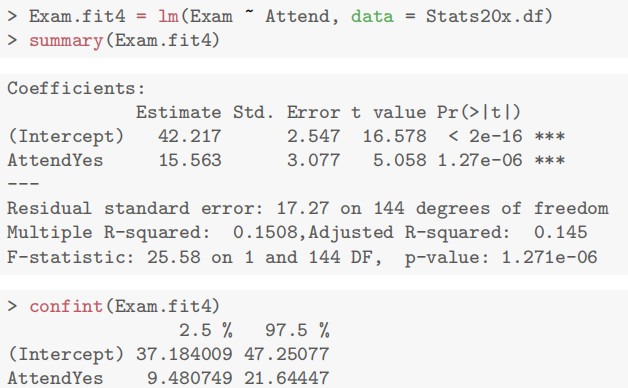 > Exam.fit4 = lm(Exam ~ Attend, data = Stats20x.df)
> summary(Exam.fit4)
Coefficients:
            Estimate Std. Error t value Pr(>|t|)
(Intercept)   42.217      2.547  16.578  < 2e-16 ***
AttendYes     15.563      3.077   5.058 1.27e-06 ***
---
Residual standard error: 17.27 on 144 degrees of freedom
Multiple R-squared:  0.1508,Adjusted R-squared:  0.145
F-statistic: 25.58 on 1 and 144 DF,  p-value: 1.271e-06
> confint(Exam.fit4)
                2.5 %   97.5 %
(Intercept) 37.184009 47.25077
AttendYes    9.480749 21.64447